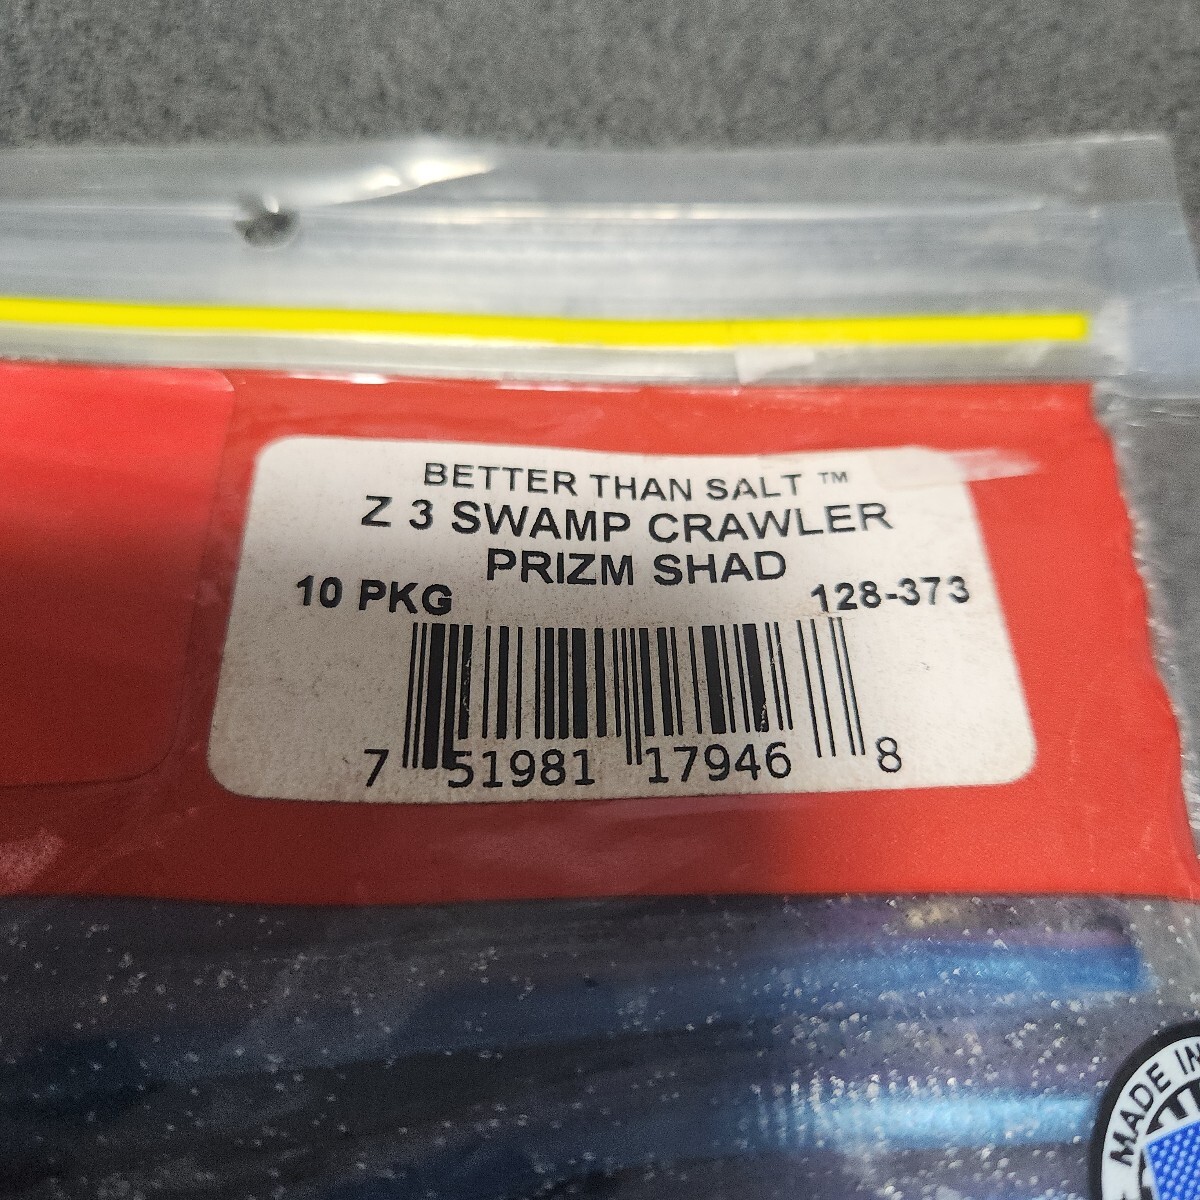 BETTER THAN SALT ™
Z 3 SWAMP CRAWLER
PRIZM SHAD
10 PKG 128-373
7 51981 17946 8
MADE IN